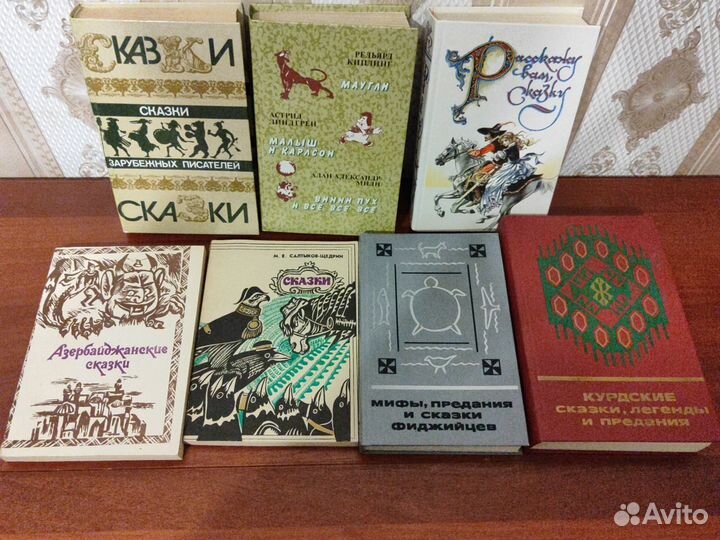 СКАЗКИ
СКАЗКИ
ЗАРУБЕЖНЫХ ПИСАТЕЛЕЙ
СКАЗКИ
РЕДЬЯРД
КИПЛИНГ
МАУГЛИ
АСТРИД
ЛИНДГРЕН
МАЛЫШ
И КАРЛСОН
АЛАН АЛЕКСАНДР
МИЛН
ВИННИ ПУХ
И ВСЕ, ВСЕ, ВСЕ
Расскажу
вам
сказку
Азербайджанские
сказки
М. Е. САЛТЫКОВ-ЩЕДРИН
СКАЗКИ
МИФЫ, ПРЕДАНИЯ
И СКАЗКИ
ФИДЖИЙЦЕВ
КУРДСКИЕ
СКАЗКИ, ЛЕГЕНДЫ
И ПРЕДАНИЯ
Avito